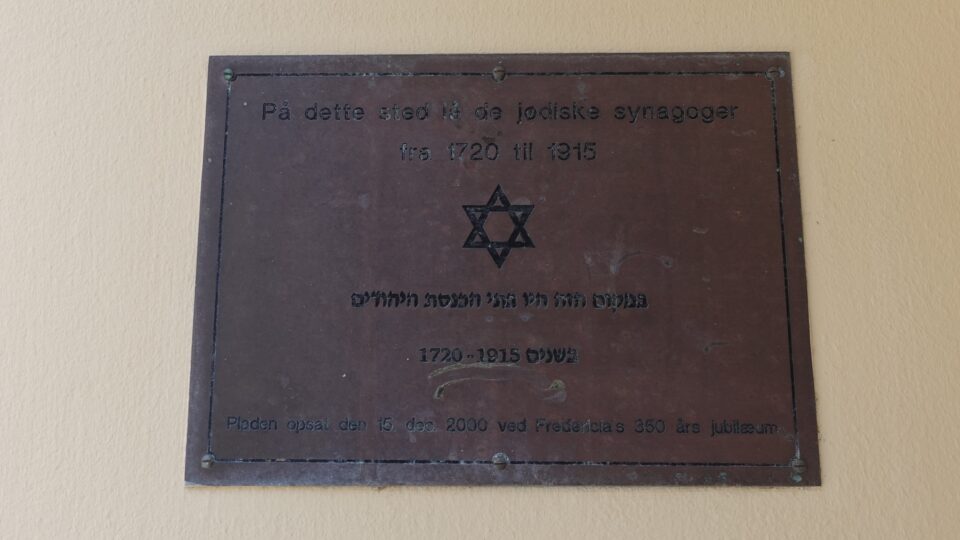 På dette sted lå de jødiske synagoger
fra 1720 til 1915
במקום הזה היו בתי הכנסת היהודים
בשנים 1720-1915
Pladen opsat den 15. dec. 2000 ved Fredericia's 350 års jubilæum.